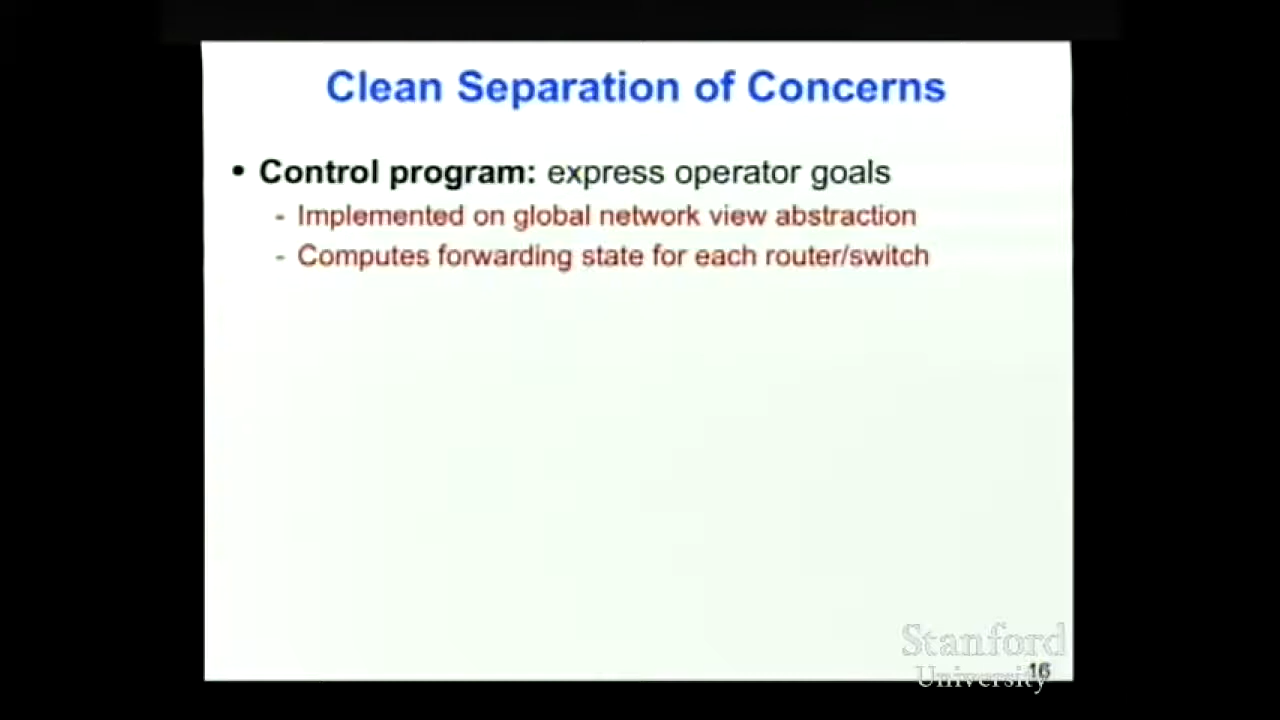 Clean Separation of Concerns
• Control program: express operator goals
- Implemented on global network view abstraction
- Computes forwarding state for each router/switch
Stanford
University
16